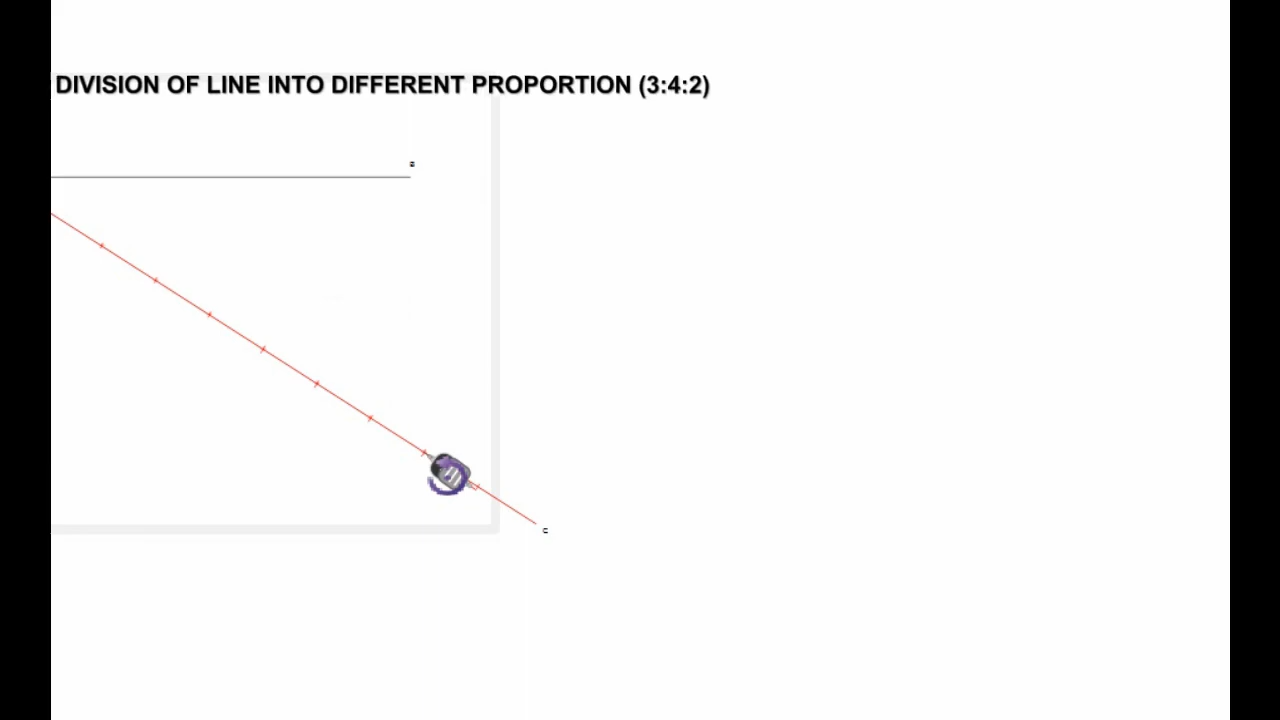 DIVISION OF LINE INTO DIFFERENT PROPORTION (3:4:2)
C